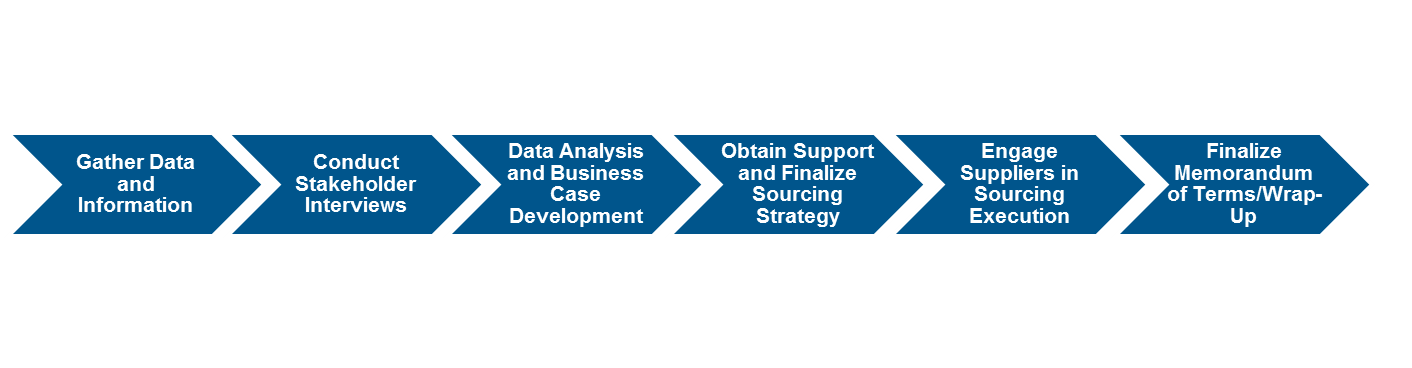 Gather Data
and
Information
Conduct
Stakeholder
Interviews
Data Analysis
and Business
Case
Development
Obtain Support
and Finalize
Sourcing
Strategy
Engage
Suppliers in
Sourcing
Execution
Finalize
Memorandum
of Terms/Wrap-
Up